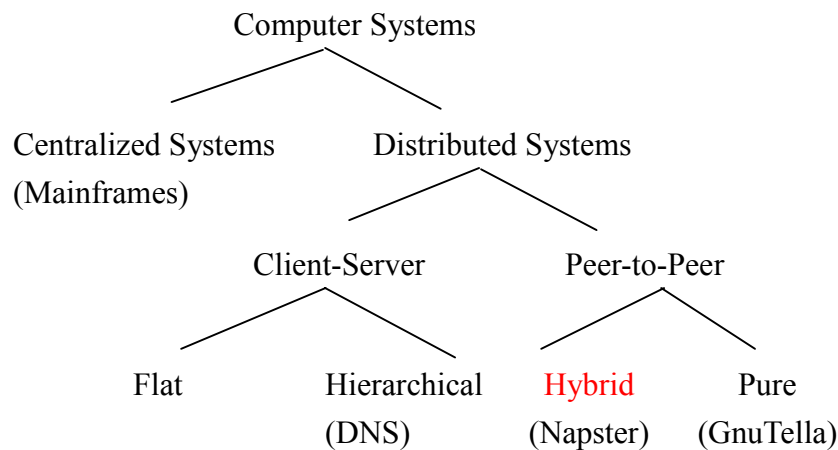 Computer Systems
Centralized Systems
(Mainframes)
Distributed Systems
Client-Server
Peer-to-Peer
Flat
Hierarchical
(DNS)
Hybrid
(Napster)
Pure
(GnuTella)